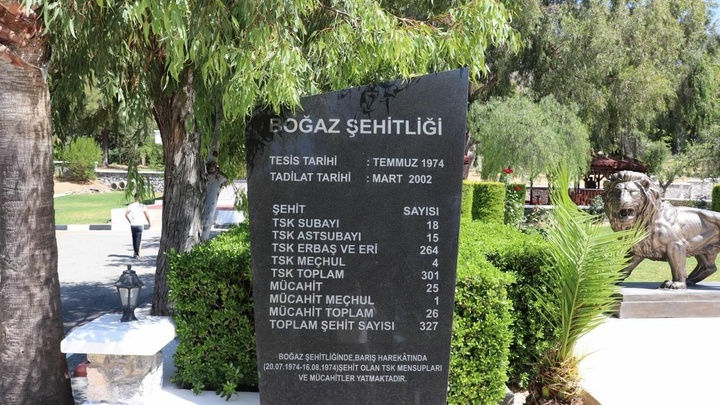 BOĞAZ ŞEHİTLİĞİ
TESİS TARİHİ : TEMMUZ 1974
TADİLAT TARİHİ : MART 2002
ŞEHİT SAYISI
TSK SUBAYI 18
TSK ASTSUBAYI 15
TSK ERBAŞ VE ERİ 264
TSK MEÇHUL 4
TSK TOPLAM 301
MÜCAHİT 25
MÜCAHİT MEÇHUL 1
MÜCAHİT TOPLAM 26
TOPLAM ŞEHİT SAYISI 327
BOĞAZ ŞEHİTLİĞİNDE,BARIŞ HAREKÂTINDA
(20.07.1974-16.08.1974)ŞEHİT OLAN TSK MENSUPLARI
VE MÜCAHİTLER YATMAKTADIR.